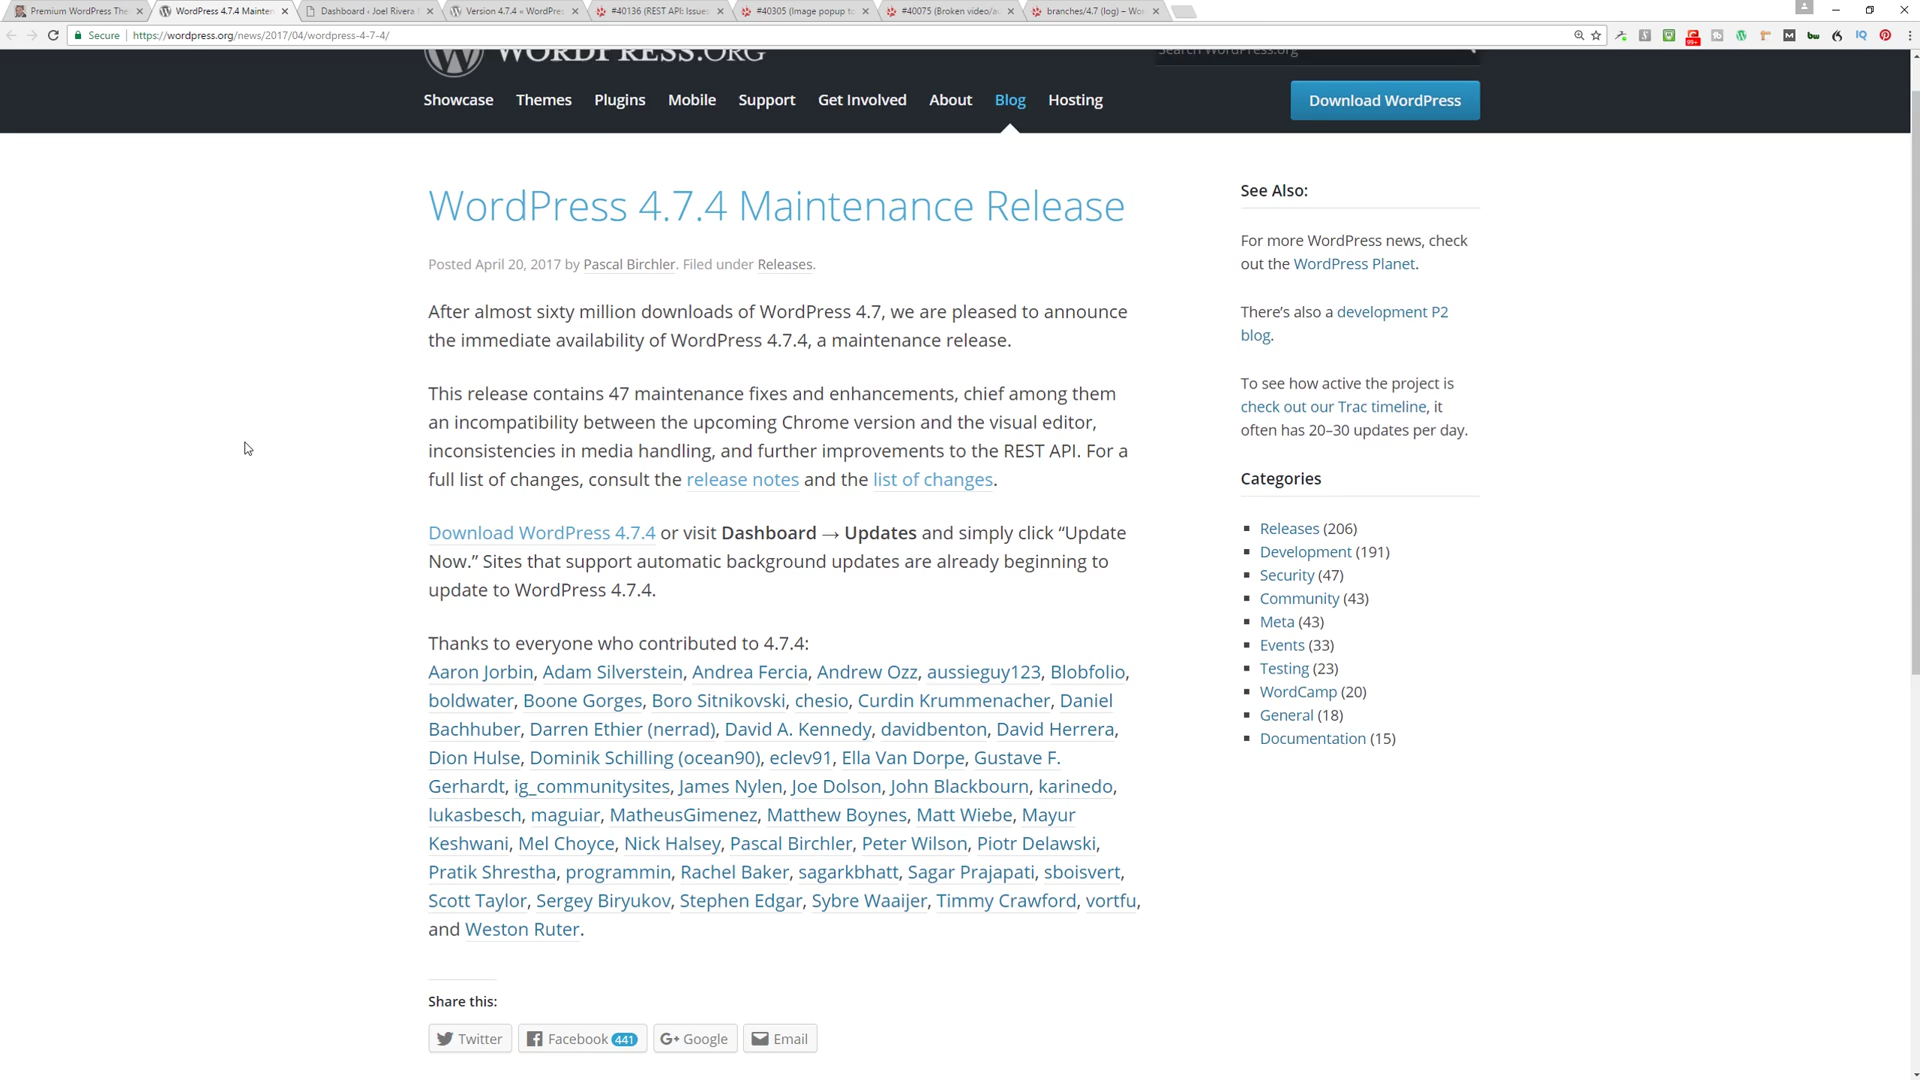 Premium WordPress The
WordPress 4.7.4 Mainten
Dashboard ‹ Joel Rivera
Version 4.7.4 « WordPres
#40136 (REST API: Issue
#40305 (Image popup to
#40075 (Broken video/au
branches/4.7 (log) – Wo
Secure
https://wordpress.org/news/2017/04/wordpress-4-7-4/
WORDPRESS.ORG
Search WordPress.org
Showcase Themes Plugins Mobile Support Get Involved About Blog Hosting
Download WordPress
WordPress 4.7.4 Maintenance Release
Posted April 20, 2017 by Pascal Birchler. Filed under Releases.
After almost sixty million downloads of WordPress 4.7, we are pleased to announce
the immediate availability of WordPress 4.7.4, a maintenance release.
This release contains 47 maintenance fixes and enhancements, chief among them
an incompatibility between the upcoming Chrome version and the visual editor,
inconsistencies in media handling, and further improvements to the REST API. For a
full list of changes, consult the release notes and the list of changes.
Download WordPress 4.7.4 or visit Dashboard → Updates and simply click “Update
Now.” Sites that support automatic background updates are already beginning to
update to WordPress 4.7.4.
Thanks to everyone who contributed to 4.7.4:
Aaron Jorbin, Adam Silverstein, Andrea Fercia, Andrew Ozz, aussieguy123, Blobfolio,
boldwater, Boone Gorges, Boro Sitnikovski, chesio, Curdin Krummenacher, Daniel
Bachhuber, Darren Ethier (nerrad), David A. Kennedy, davidbenton, David Herrera,
Dion Hulse, Dominik Schilling (ocean90), eclev91, Ella Van Dorpe, Gustave F.
Gerhardt, ig_communitysites, James Nylen, Joe Dolson, John Blackbourn, karinedo,
lukasbesch, maguiar, MatheusGimenez, Matthew Boynes, Matt Wiebe, Mayur
Keshwani, Mel Choyce, Nick Halsey, Pascal Birchler, Peter Wilson, Piotr Delawski,
Pratik Shrestha, programmin, Rachel Baker, sagarkbhatt, Sagar Prajapati, sboisvert,
Scott Taylor, Sergey Biryukov, Stephen Edgar, Sybre Waaijer, Timmy Crawford, vortfu,
and Weston Ruter.
Share this:
Twitter
Facebook 441
Google
Email
See Also:
For more WordPress news, check
out the WordPress Planet.
There’s also a development P2
blog.
To see how active the project is
check out our Trac timeline, it
often has 20–30 updates per day.
Categories
Releases (206)
Development (191)
Security (47)
Community (43)
Meta (43)
Events (33)
Testing (23)
WordCamp (20)
General (18)
Documentation (15)